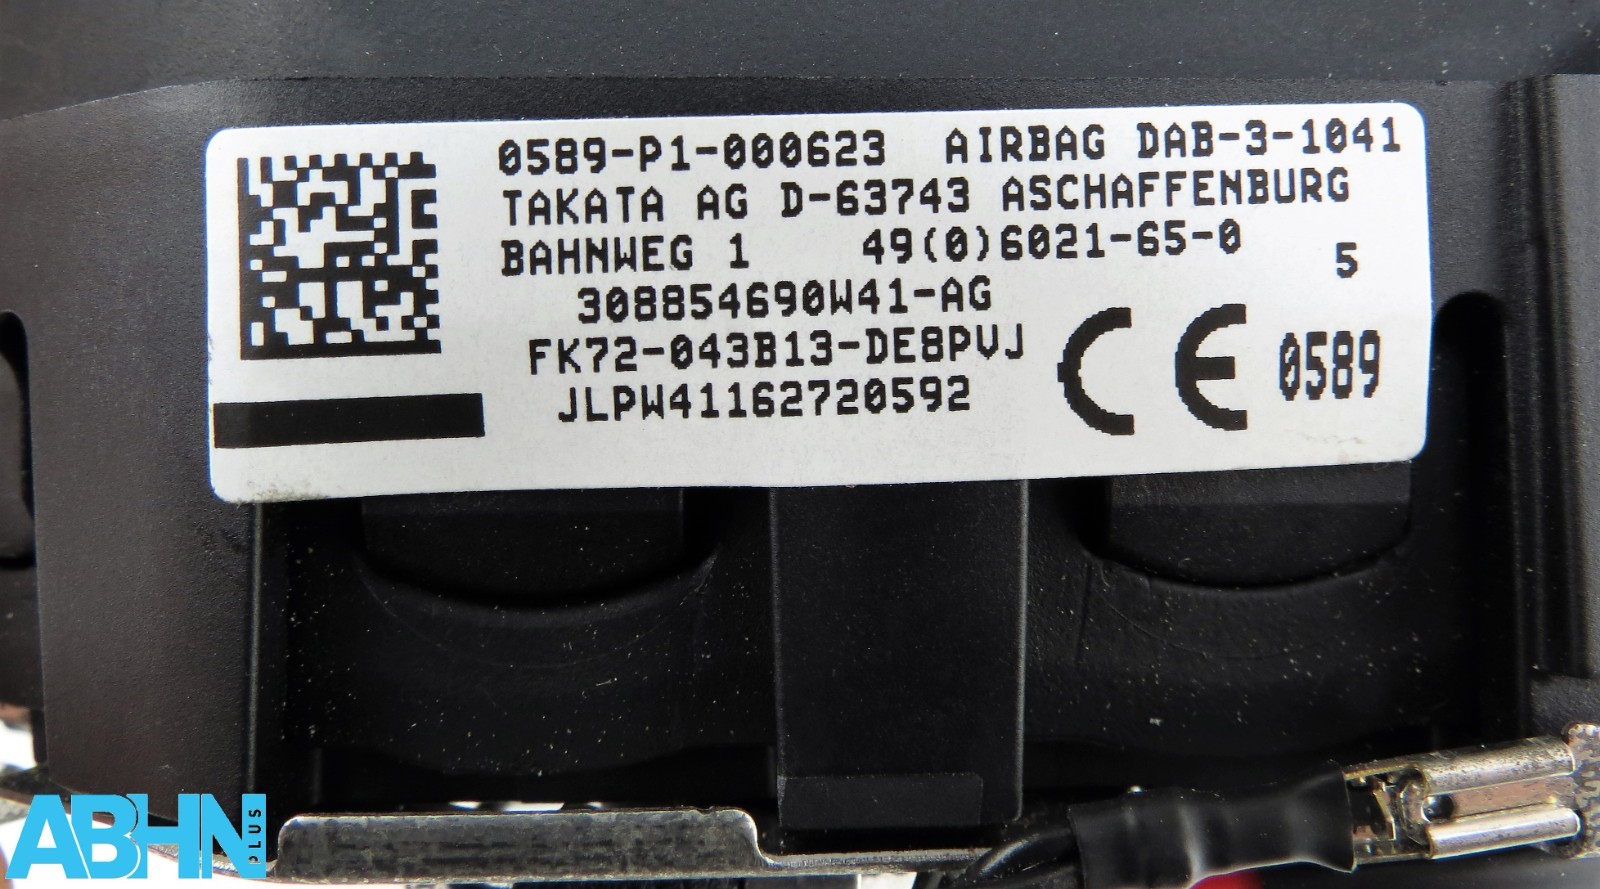 0589-P1-000623 AIRBAG DAB-3-1041
TAKATA AG D-63743 ASCHAFFENBURG
BAHNWEG 1 49(0)6021-65-0
5
308854690W41-AG
FK72-043B13-DE8PVJ
JLPW41162720592
CE 0589
ABHN PLUS